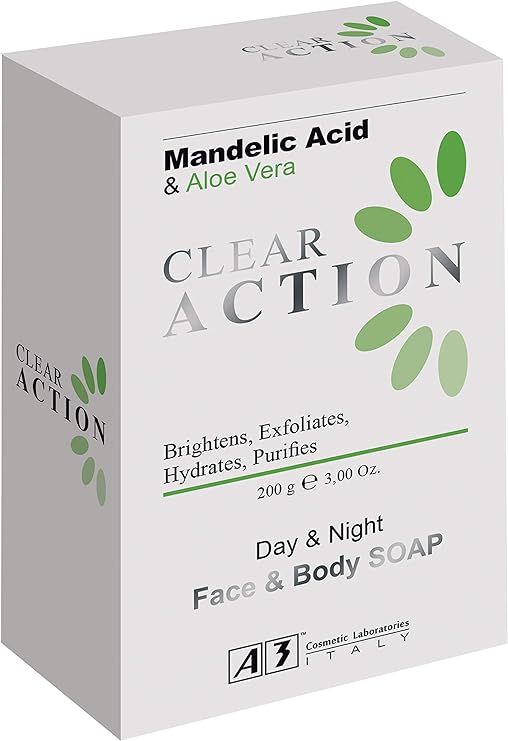 CLEAR
ACTION
Mandelic Acid
& Aloe Vera
CLEAR
ACTION
Brightens, Exfoliates,
Hydrates, Purifies
200 g ℮ 3,00 Oz.
Day & Night
Face & Body SOAP
A3™ Cosmetic Laboratories
ITALY
CLEAR
ACTION